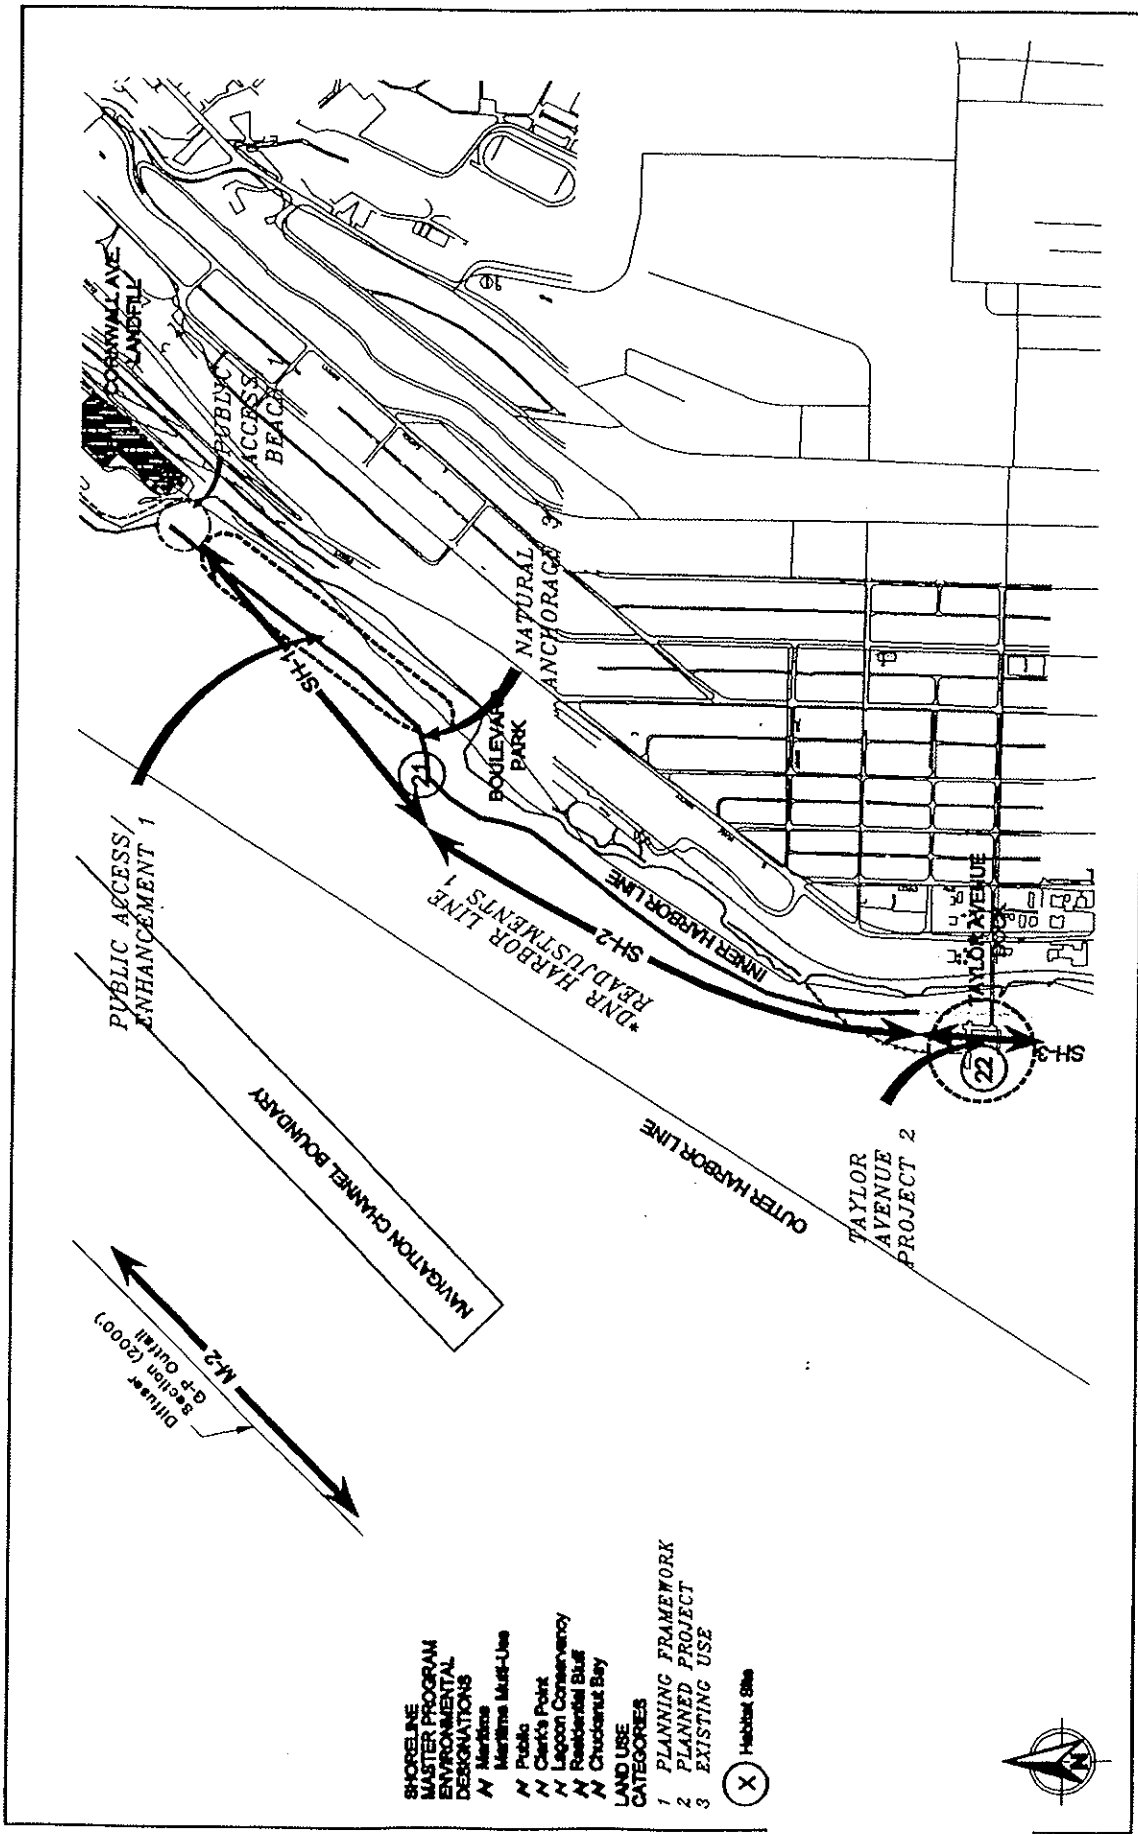 CORNWALL AVE
LANDFILL
PUBLIC
ACCESS
BEACH 1
SH-1
NATURAL
ANCHORAGE 3
21
BOULEVARD
PARK
PUBLIC ACCESS/
ENHANCEMENT 1
*DNR HARBOR LINE
READJUSTMENTS 1
SH-2
INNER HARBOR LINE
TAYLOR AVENUE
DOCK
22
SH-3
NAVIGATION CHANNEL BOUNDARY
OUTER HARBOR LINE
TAYLOR
AVENUE
PROJECT 2
M-2
Diffuser
Section (2000')
G-P Outfall
SHORELINE
MASTER PROGRAM
ENVIRONMENTAL
DESIGNATIONS
Maritime
Maritime Multi-Use
Public
Clark's Point
Lagoon Conservancy
Residential Bluff
Chuckanut Bay
LAND USE
CATEGORIES
1 PLANNING FRAMEWORK
2 PLANNED PROJECT
3 EXISTING USE
X Habitat Site
N